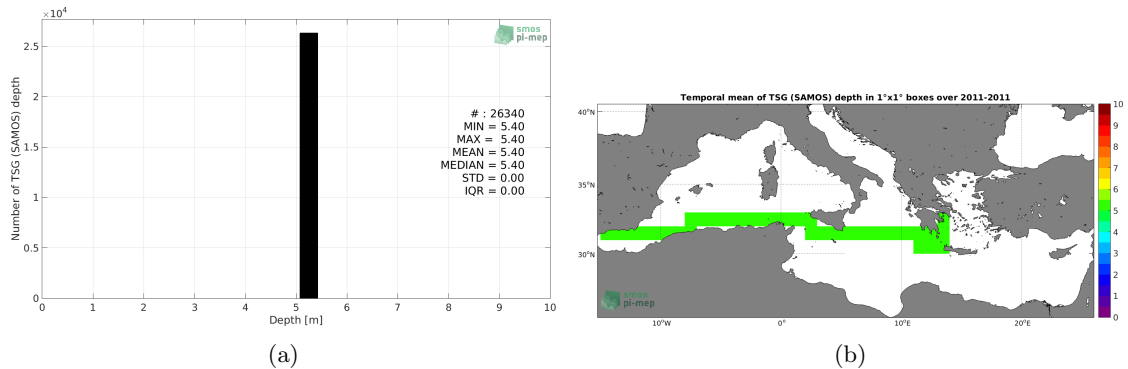 ×10⁴
2.5
2
1.5
1
0.5
0
0 1 2 3 4 5 6 7 8 9 10
Number of TSG (SAMOS) depth
Depth [m]
smos
pi-mep
# : 26340
MIN = 5.40
MAX = 5.40
MEAN = 5.40
MEDIAN = 5.40
STD = 0.00
IQR = 0.00
(a)
Temporal mean of TSG (SAMOS) depth in 1°x1° boxes over 2011-2011
40°N
35°N
30°N
10°W 0° 10°E 20°E
smos
pi-mep
10
9
8
7
6
5
4
3
2
1
0
(b)